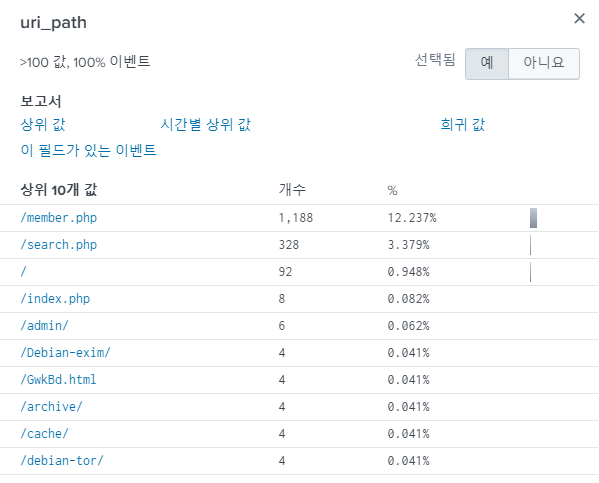 uri_path
>100 값, 100% 이벤트
선택됨 예 아니요
보고서
상위 값 시간별 상위 값 희귀 값
이 필드가 있는 이벤트
상위 10개 값 개수 %
/member.php 1,188 12.237%
/search.php 328 3.379%
/ 92 0.948%
/index.php 8 0.082%
/admin/ 6 0.062%
/Debian-exim/ 4 0.041%
/GwkBd.html 4 0.041%
/archive/ 4 0.041%
/cache/ 4 0.041%
/debian-tor/ 4 0.041%